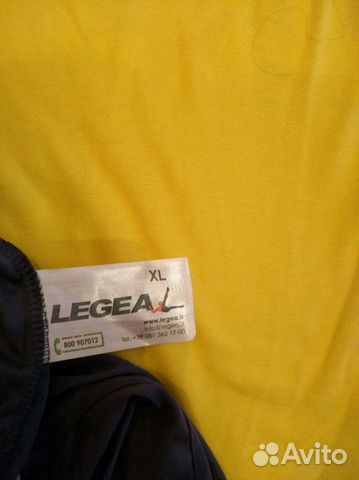 XL
LEGEA
www.legea.it
info@legea.it
800 907012
Tel. +39 081 362 17 00
Avito